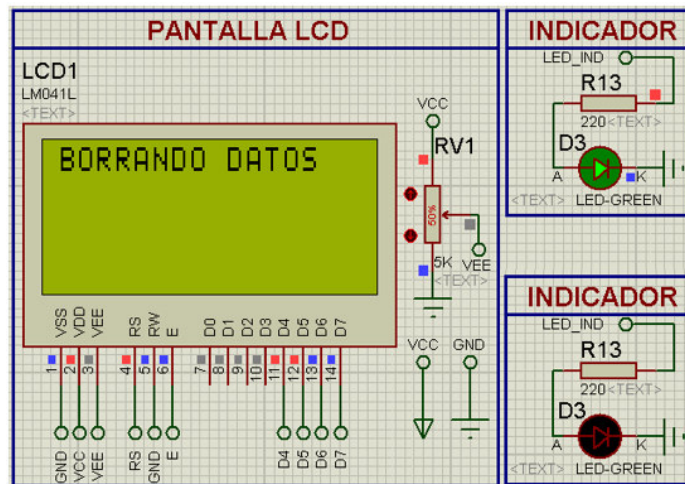 PANTALLA LCD
LCD1
LM041L
<TEXT>
BORRANDO DATOS
VCC
RV1
50%
5K
VEE
<TEXT>
VSS VDD VEE RS RW E D0 D1 D2 D3 D4 D5 D6 D7
1 2 3 4 5 6 7 8 9 10 11 12 13 14
GND VCC VEE RS GND E D4 D5 D6 D7
VCC GND
INDICADOR
LED_IND
R13
220 <TEXT>
D3
A K
<TEXT> LED-GREEN
INDICADOR
LED_IND
R13
220 <TEXT>
D3
A K
<TEXT> LED-GREEN